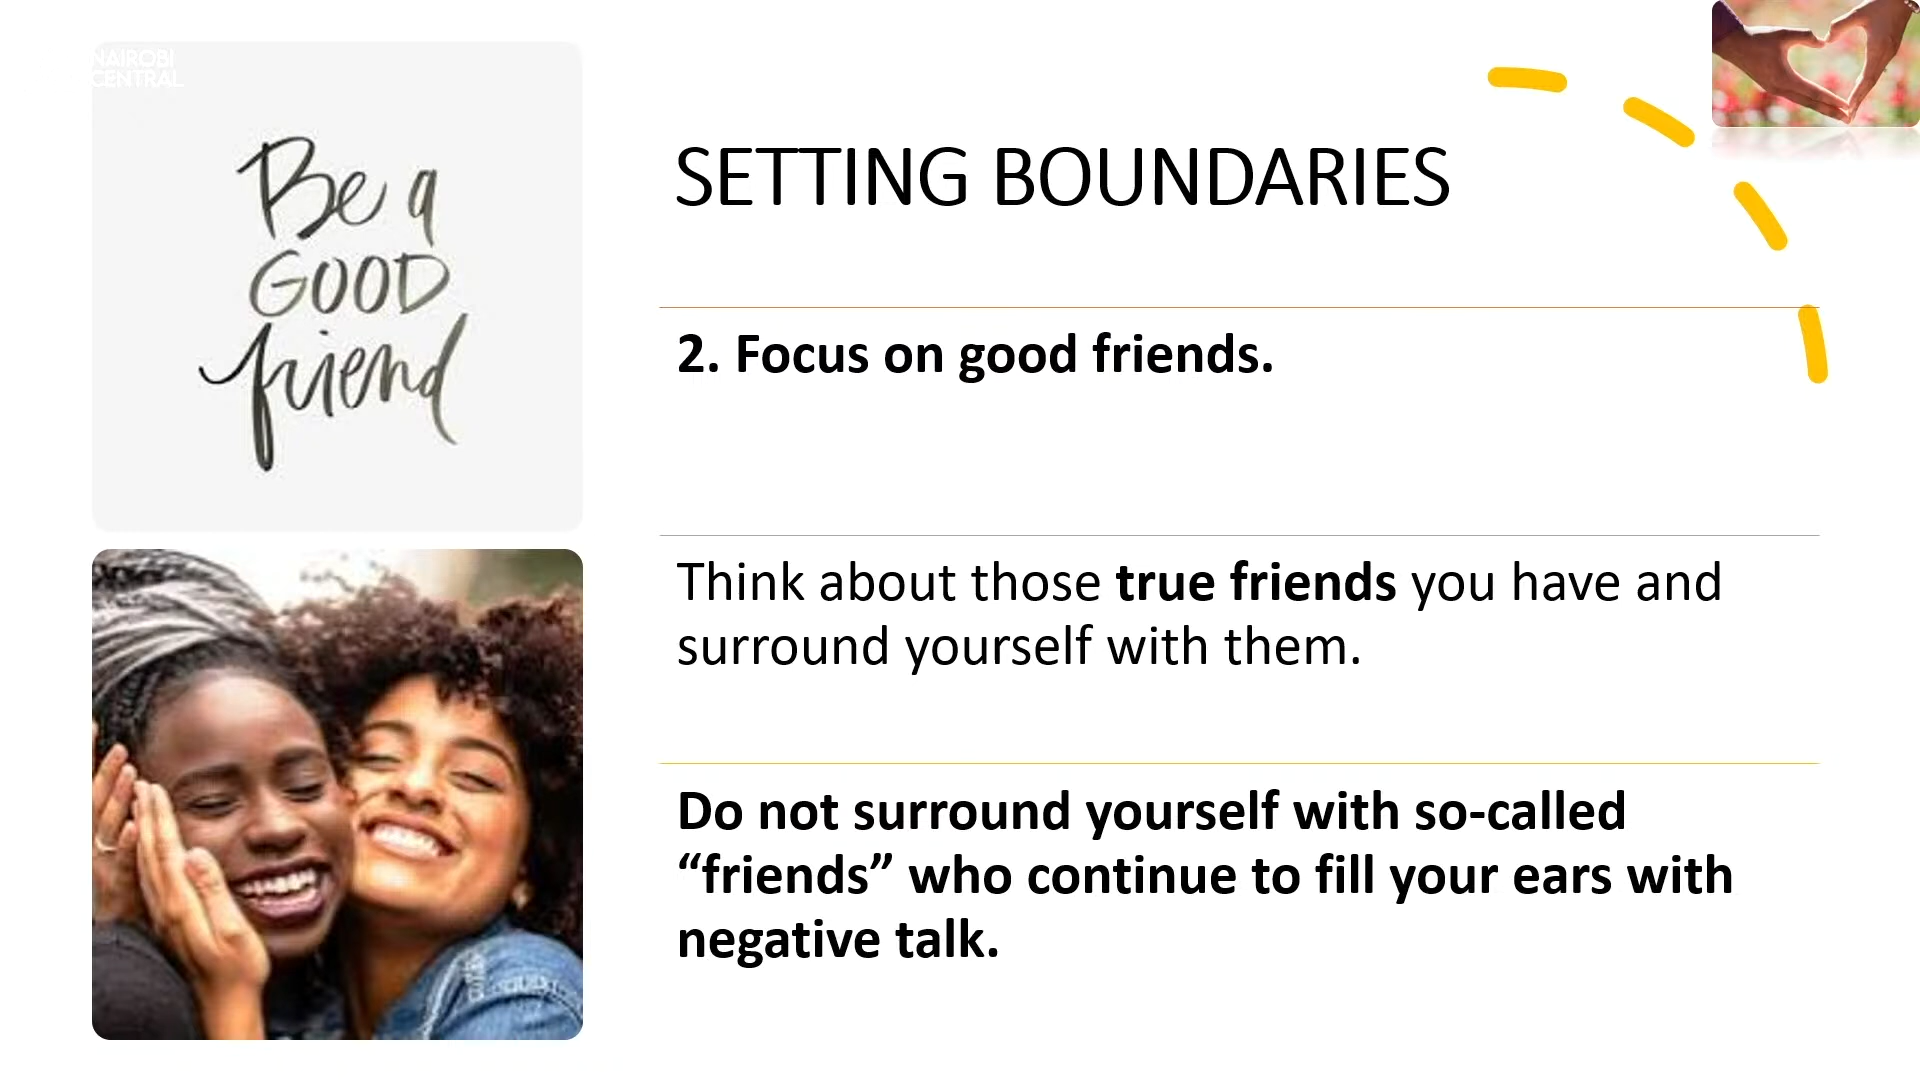 NAIROBI
CENTRAL
Be a
GOOD
friend
SETTING BOUNDARIES
2. Focus on good friends.
Think about those true friends you have and
surround yourself with them.
Do not surround yourself with so-called
“friends” who continue to fill your ears with
negative talk.